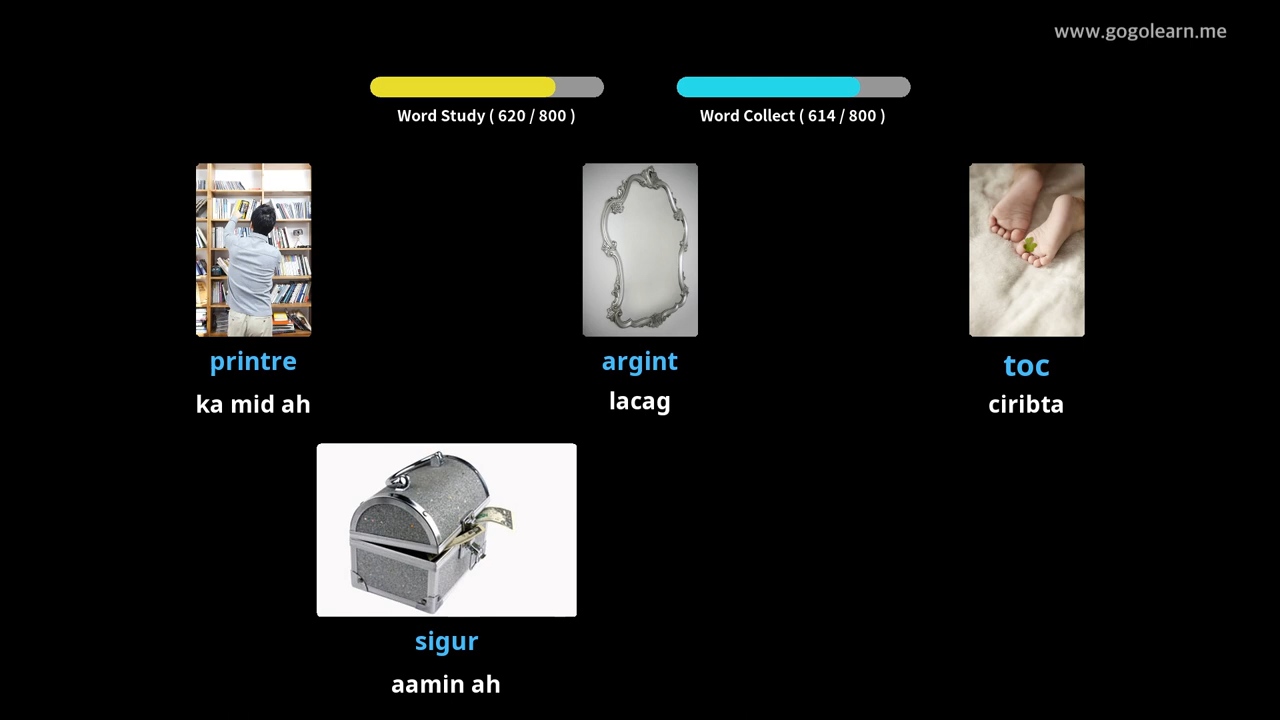 www.gogolearn.me
Word Study ( 620 / 800 )
Word Collect ( 614 / 800 )
printre
argint
toc
ka mid ah
lacag
ciribta
sigur
aamin ah